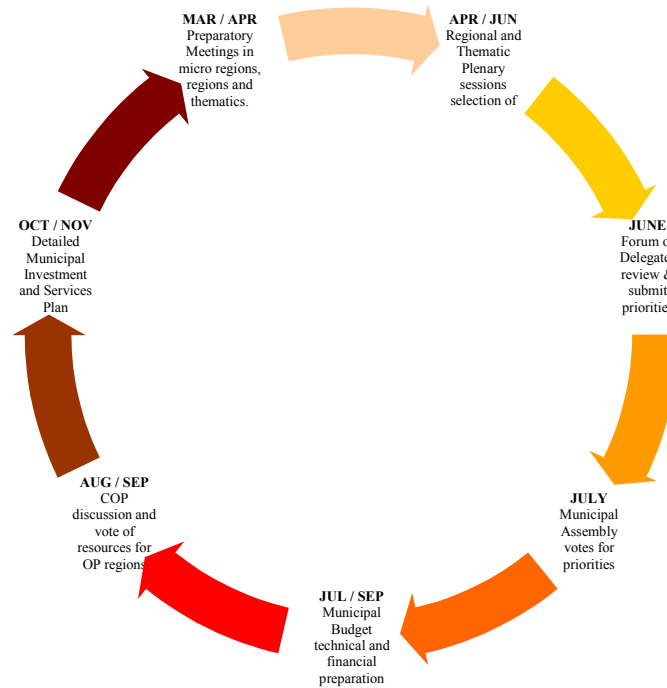 MAR / APR
Preparatory
Meetings in
micro regions,
regions and
thematics.
APR / JUN
Regional and
Thematic
Plenary
sessions
selection of
JUNE
Forum o
Delegate
review &
submit
prioritie
JULY
Municipal
Assembly
votes for
priorities
JUL / SEP
Municipal
Budget
technical and
financial
preparation
AUG / SEP
COP
discussion and
vote of
resources for
OP regions
OCT / NOV
Detailed
Municipal
Investment
and Services
Plan